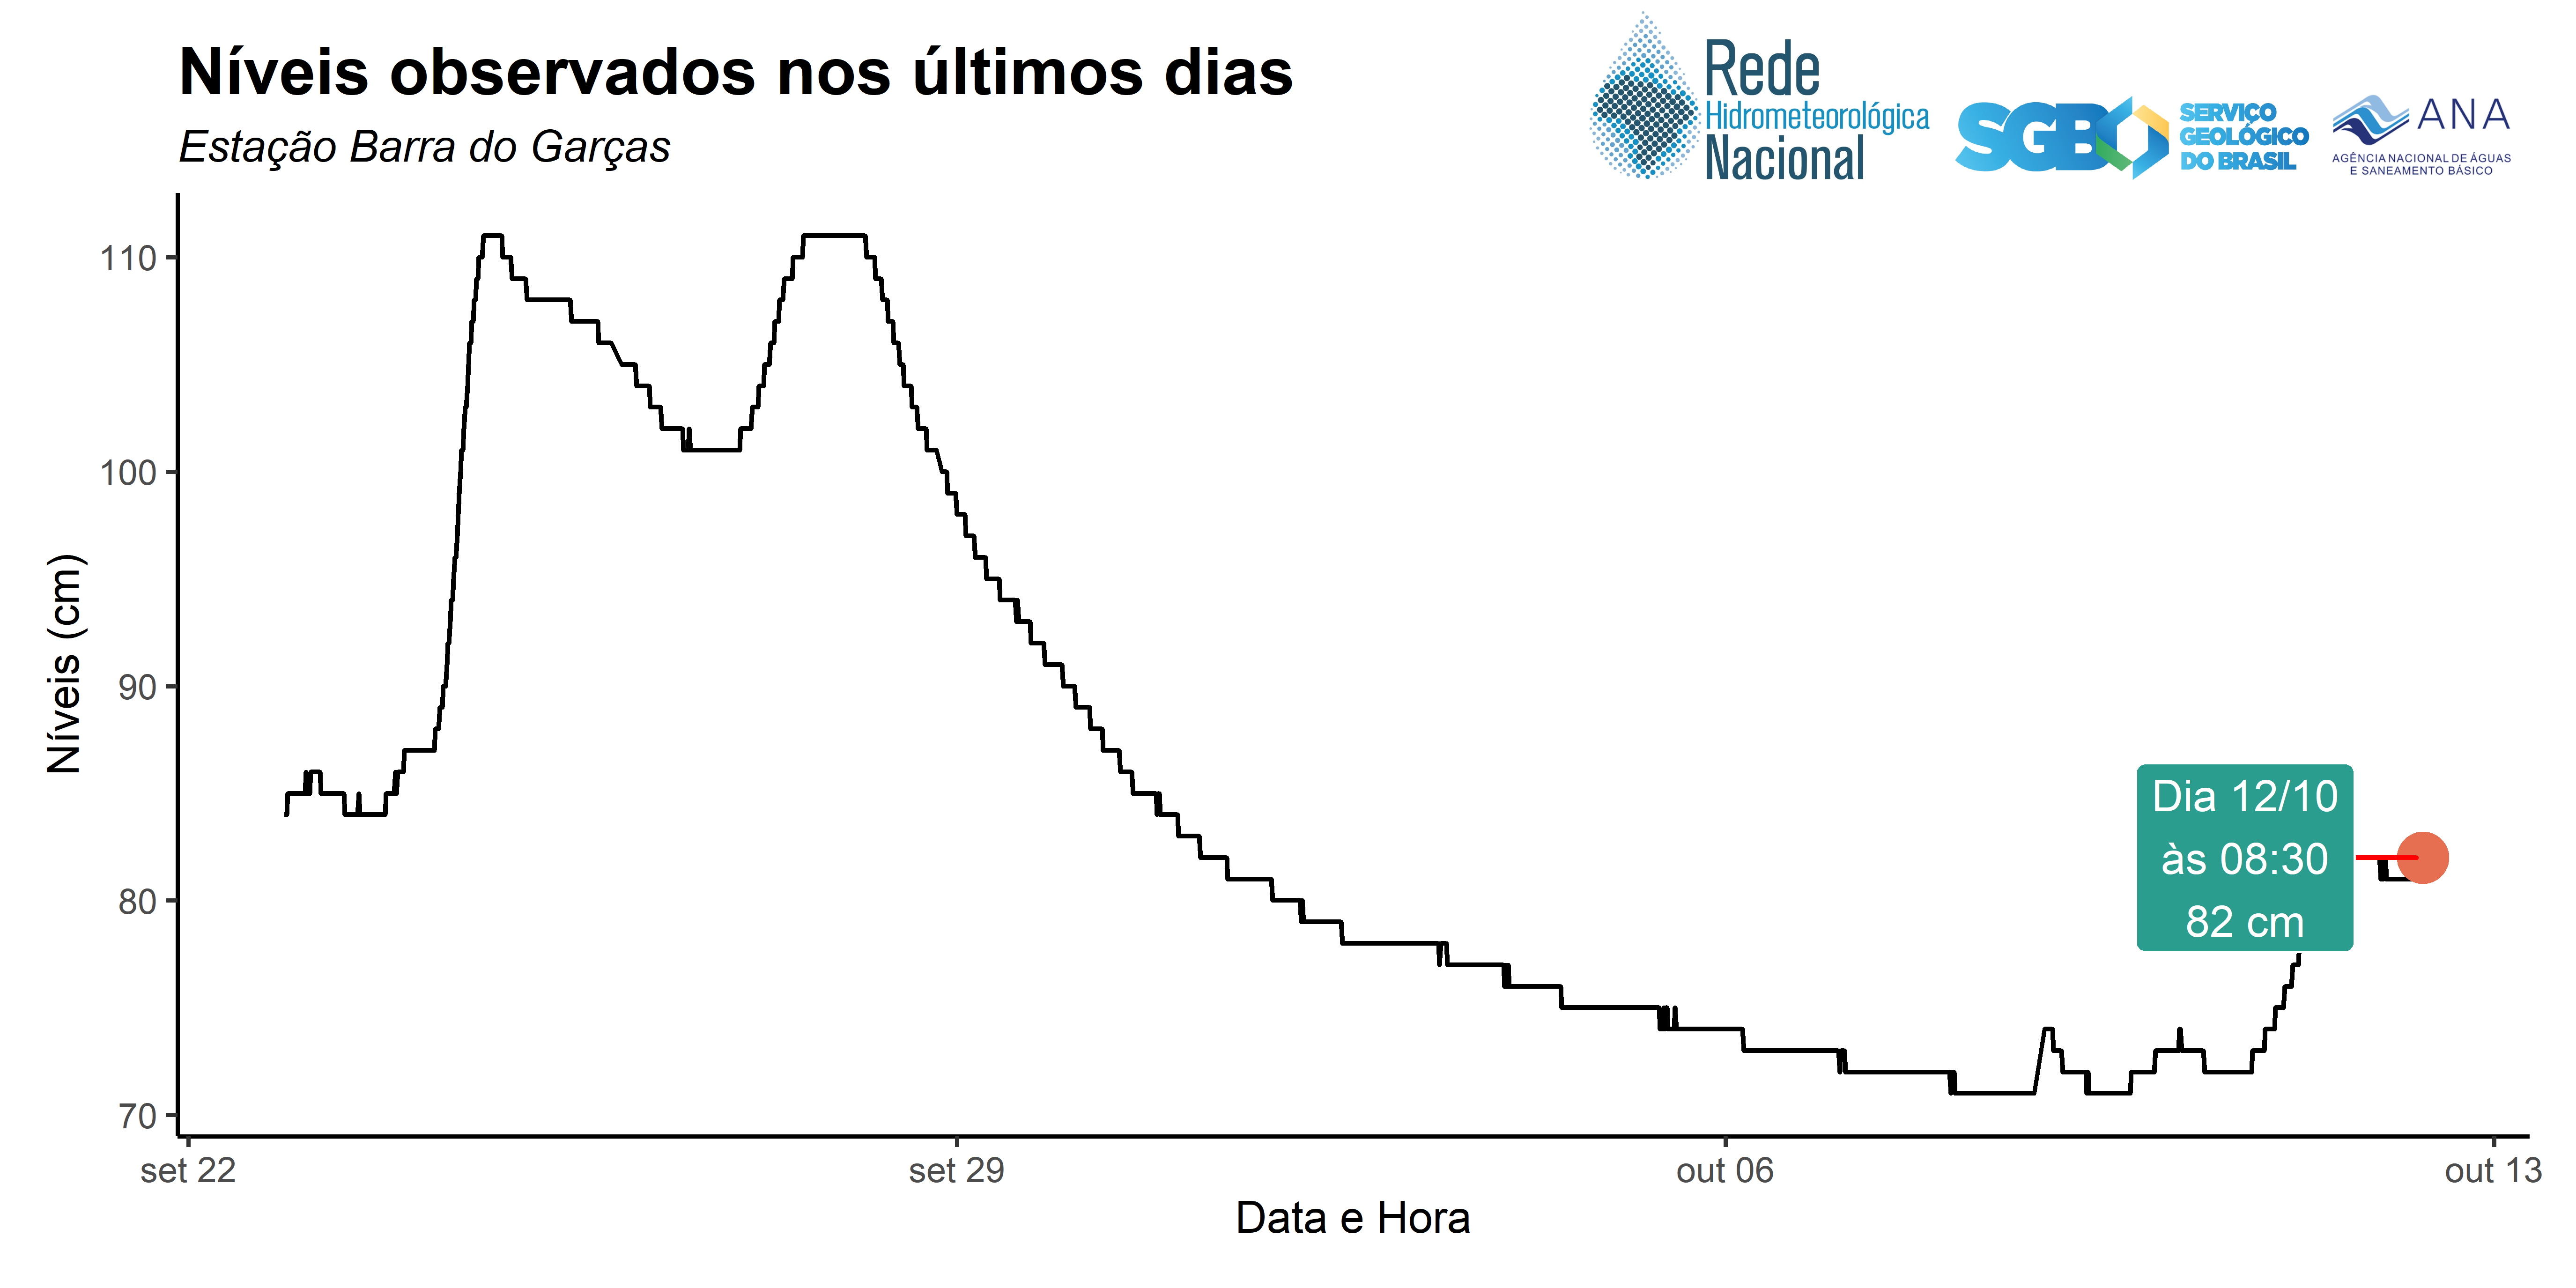 Níveis observados nos últimos dias
Estação Barra do Garças
Rede
Hidrometeorológica
Nacional
SGB
SERVIÇO
GEOLÓGICO
DO BRASIL
ANA
AGÊNCIA NACIONAL DE ÁGUAS
E SANEAMENTO BÁSICO
Níveis (cm)
110
100
90
80
70
Dia 12/10
às 08:30
82 cm
set 22
set 29
out 06
out 13
Data e Hora